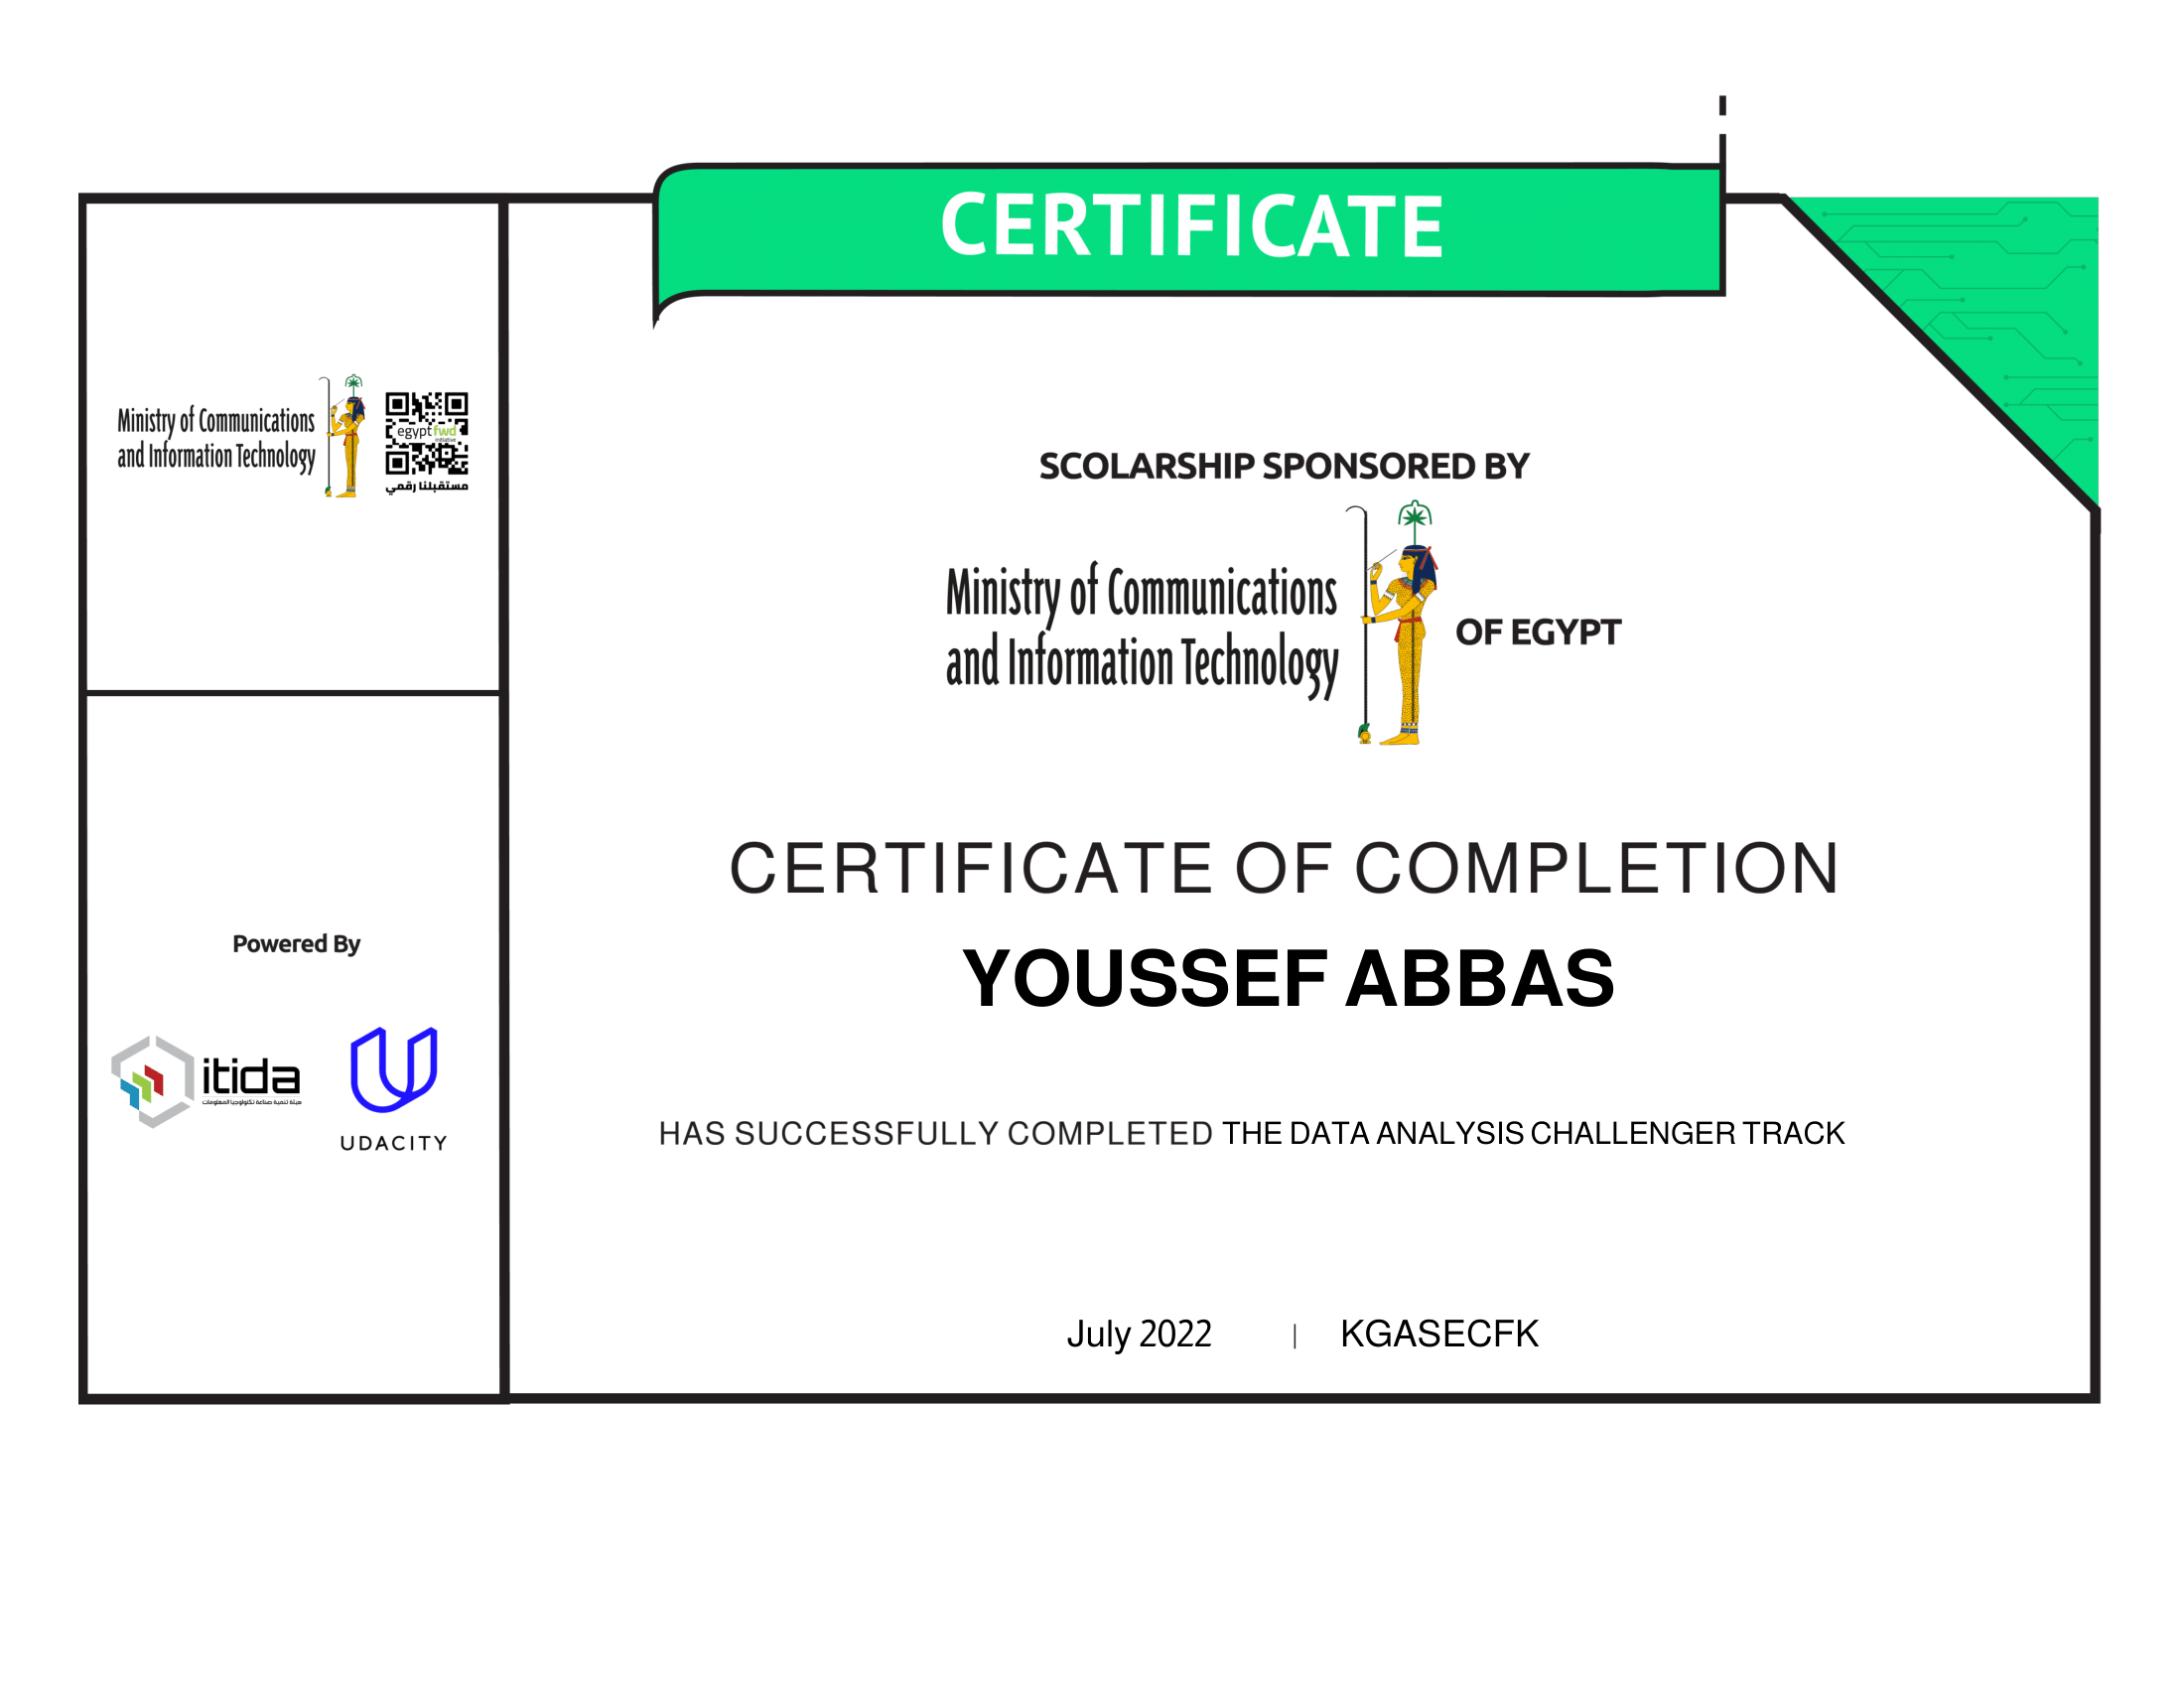 CERTIFICATE
Ministry of Communications
and Information Technology
egyptfwd
initiative
مستقبلنا رقمي
SCOLARSHIP SPONSORED BY
Ministry of Communications
and Information Technology
OF EGYPT
CERTIFICATE OF COMPLETION
YOUSSEF ABBAS
HAS SUCCESSFULLY COMPLETED THE DATA ANALYSIS CHALLENGER TRACK
July 2022 | KGASECFK
Powered By
itida
هيئة تنمية صناعة تكنولوجيا المعلومات
UDACITY